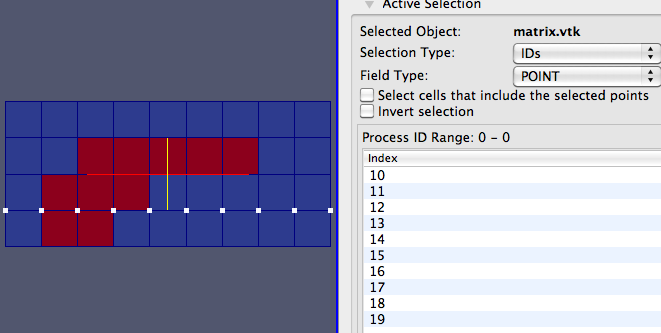 Active Selection
Selected Object: matrix.vtk
Selection Type: IDs
Field Type: POINT
Select cells that include the selected points
Invert selection
Process ID Range: 0 - 0
Index
10
11
12
13
14
15
16
17
18
19